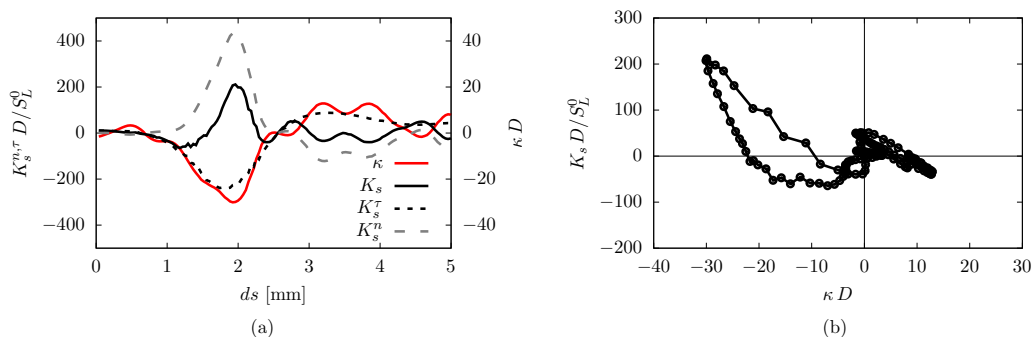 400
200
0
−200
−400
40
20
0
−20
−40
0
1
2
3
4
5
K_s^{n,τ} D/S_L^0
κ D
ds [mm]
κ
K_s
K_s^τ
K_s^n
(a)
300
200
100
0
−100
−200
−40
−30
−20
−10
0
10
20
30
K_s D/S_L^0
κ D
(b)